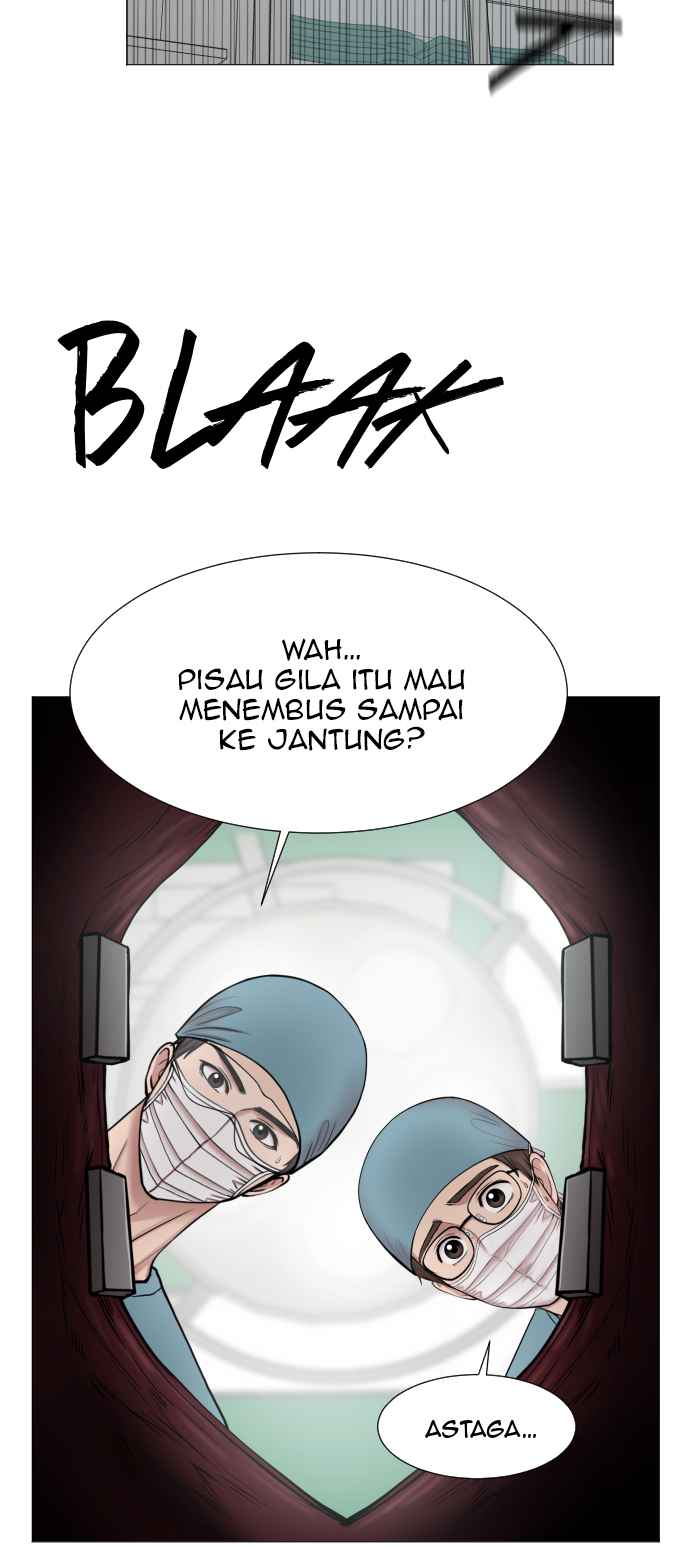 BLAAK
WAH...
PISAU GILA ITU MAU
MENEMBUS SAMPAI
KE JANTUNG?
ASTAGA...